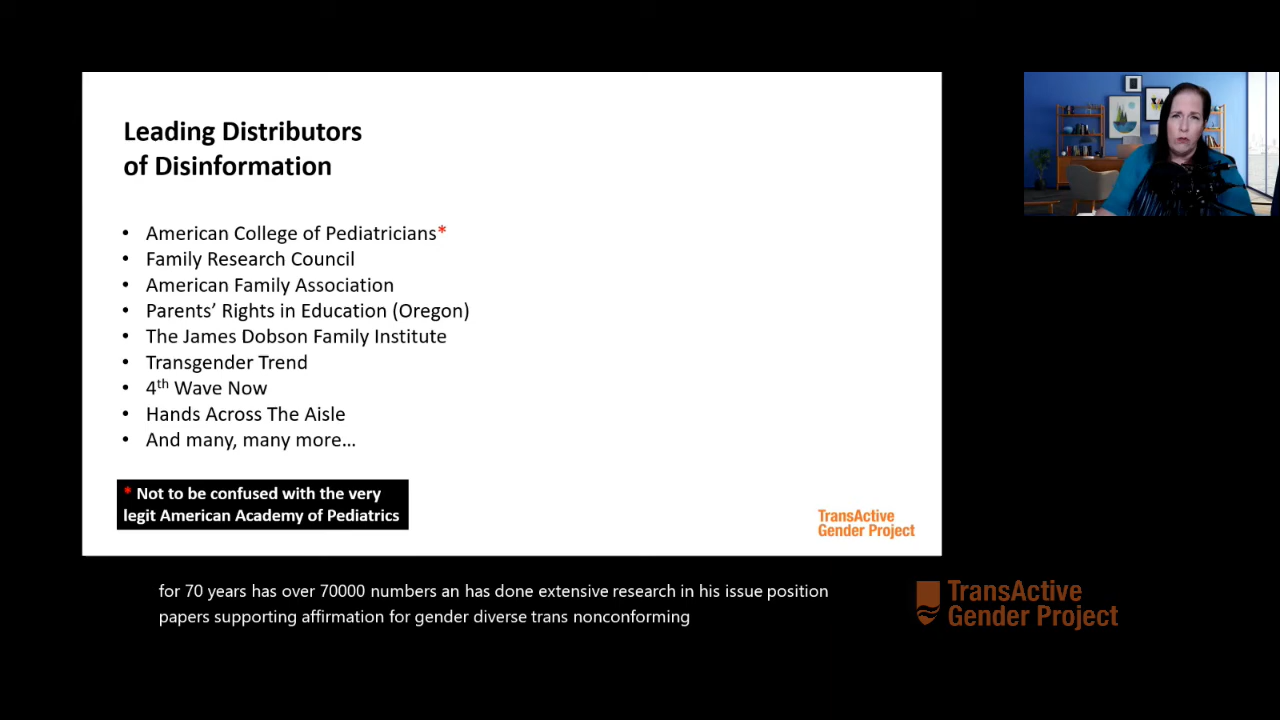 Leading Distributors
of Disinformation
• American College of Pediatricians*
• Family Research Council
• American Family Association
• Parents’ Rights in Education (Oregon)
• The James Dobson Family Institute
• Transgender Trend
• 4th Wave Now
• Hands Across The Aisle
• And many, many more…
* Not to be confused with the very
legit American Academy of Pediatrics
TransActive
Gender Project
for 70 years has over 70000 numbers an has done extensive research in his issue position
papers supporting affirmation for gender diverse trans nonconforming
TransActive
Gender Project